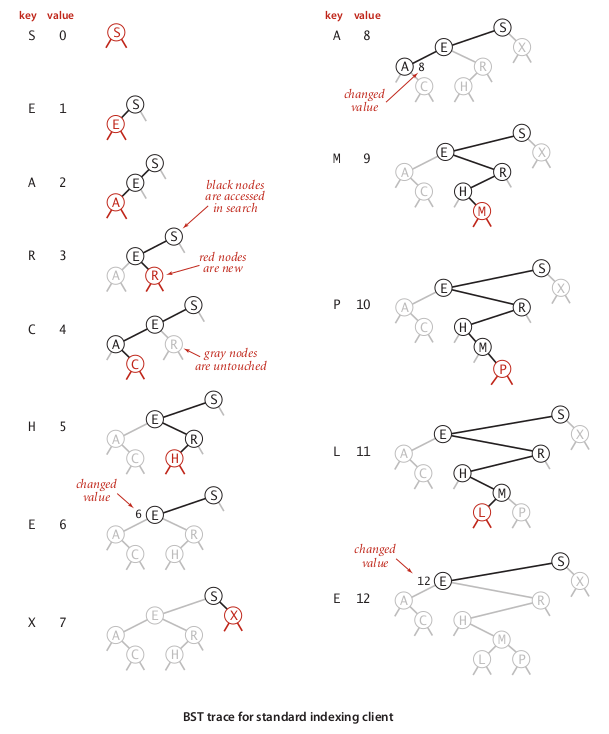 key value
S 0
S
E 1
S
E
A 2
S
E
A
black nodes
are accessed
in search
R 3
S
E
A
R
red nodes
are new
C 4
S
E
A
R
C
gray nodes
are untouched
H 5
S
E
A
R
C
H
changed
value
E 6
6
S
E
A
R
C
H
X 7
S
E
X
A
R
C
H
key value
A 8
S
E
X
A
8
R
C
H
changed
value
M 9
S
E
X
A
R
C
H
M
P 10
S
E
X
A
R
C
H
M
P
L 11
S
E
X
A
R
C
H
M
L
P
changed
value
E 12
S
12
E
X
A
R
C
H
M
L
P
BST trace for standard indexing client